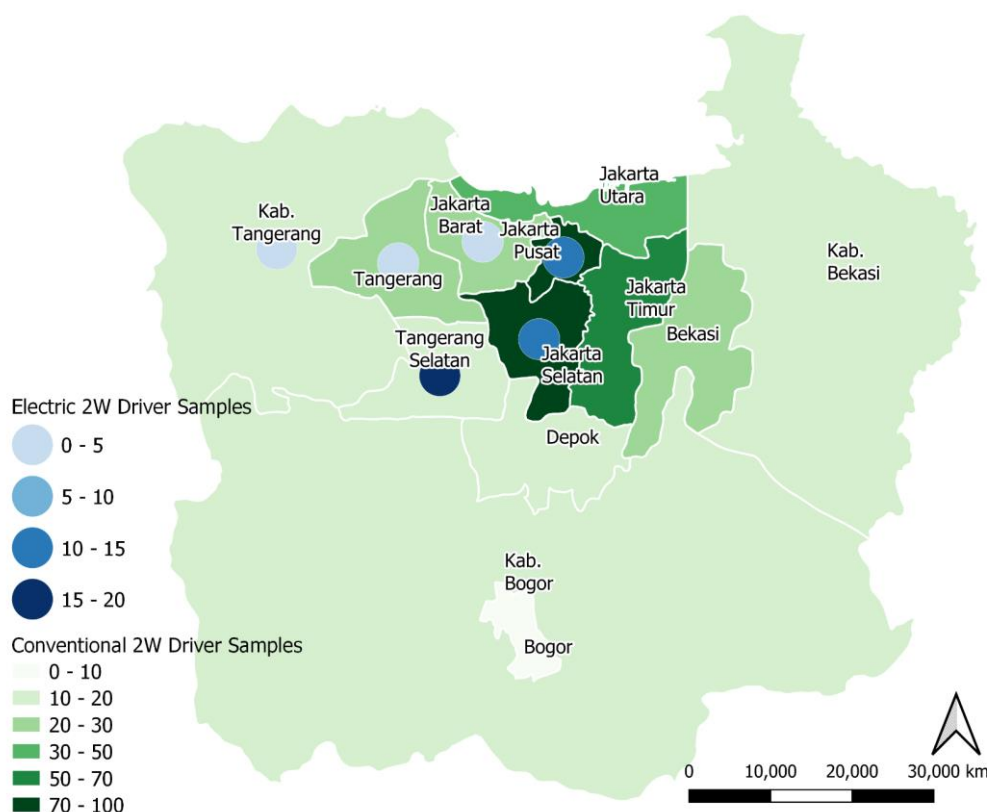 Jakarta
Utara
Kab.
Tangerang
Jakarta
Barat
Jakarta
Pusat
Kab.
Bekasi
Tangerang
Jakarta
Timur
Bekasi
Tangerang
Selatan
Jakarta
Selatan
Depok
Kab.
Bogor
Bogor
Electric 2W Driver Samples
0 - 5
5 - 10
10 - 15
15 - 20
Conventional 2W Driver Samples
0 - 10
10 - 20
20 - 30
30 - 50
50 - 70
70 - 100
0 10,000 20,000 30,000 km